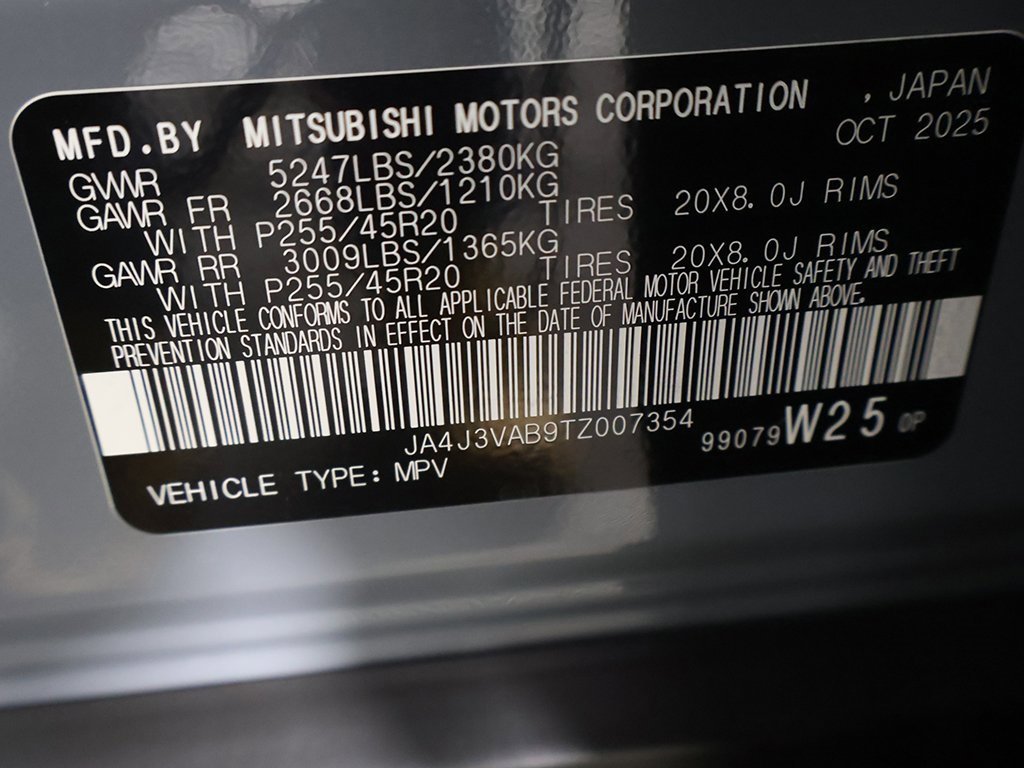 MFD.BY MITSUBISHI MOTORS CORPORATION , JAPAN
OCT 2025
GVWR 5247LBS/2380KG
GAWR FR 2668LBS/1210KG
WITH P255/45R20 TIRES 20X8.0J RIMS
GAWR RR 3009LBS/1365KG
WITH P255/45R20 TIRES 20X8.0J RIMS
THIS VEHICLE CONFORMS TO ALL APPLICABLE FEDERAL MOTOR VEHICLE SAFETY AND THEFT
PREVENTION STANDARDS IN EFFECT ON THE DATE OF MANUFACTURE SHOWN ABOVE.
JA4J3VAB9TZ007354 99079 W25 0P
VEHICLE TYPE: MPV